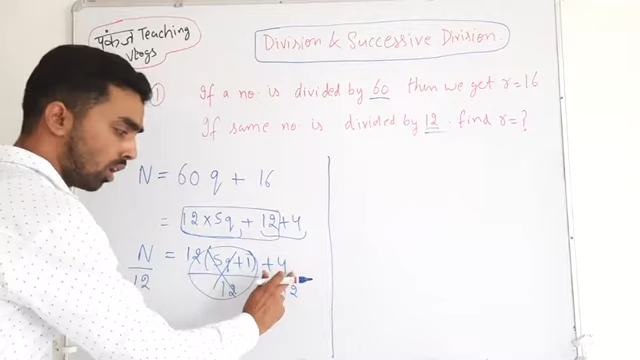 पंकज Teaching
Vlogs
Division & Successive Division.
① If a no. is divided by 60 then we get r=16
If same no. is divided by 12. find r=?
N = 60 q + 16
= 12×5q + 12+4
N/12 = 12(5q+1)/12 + 4